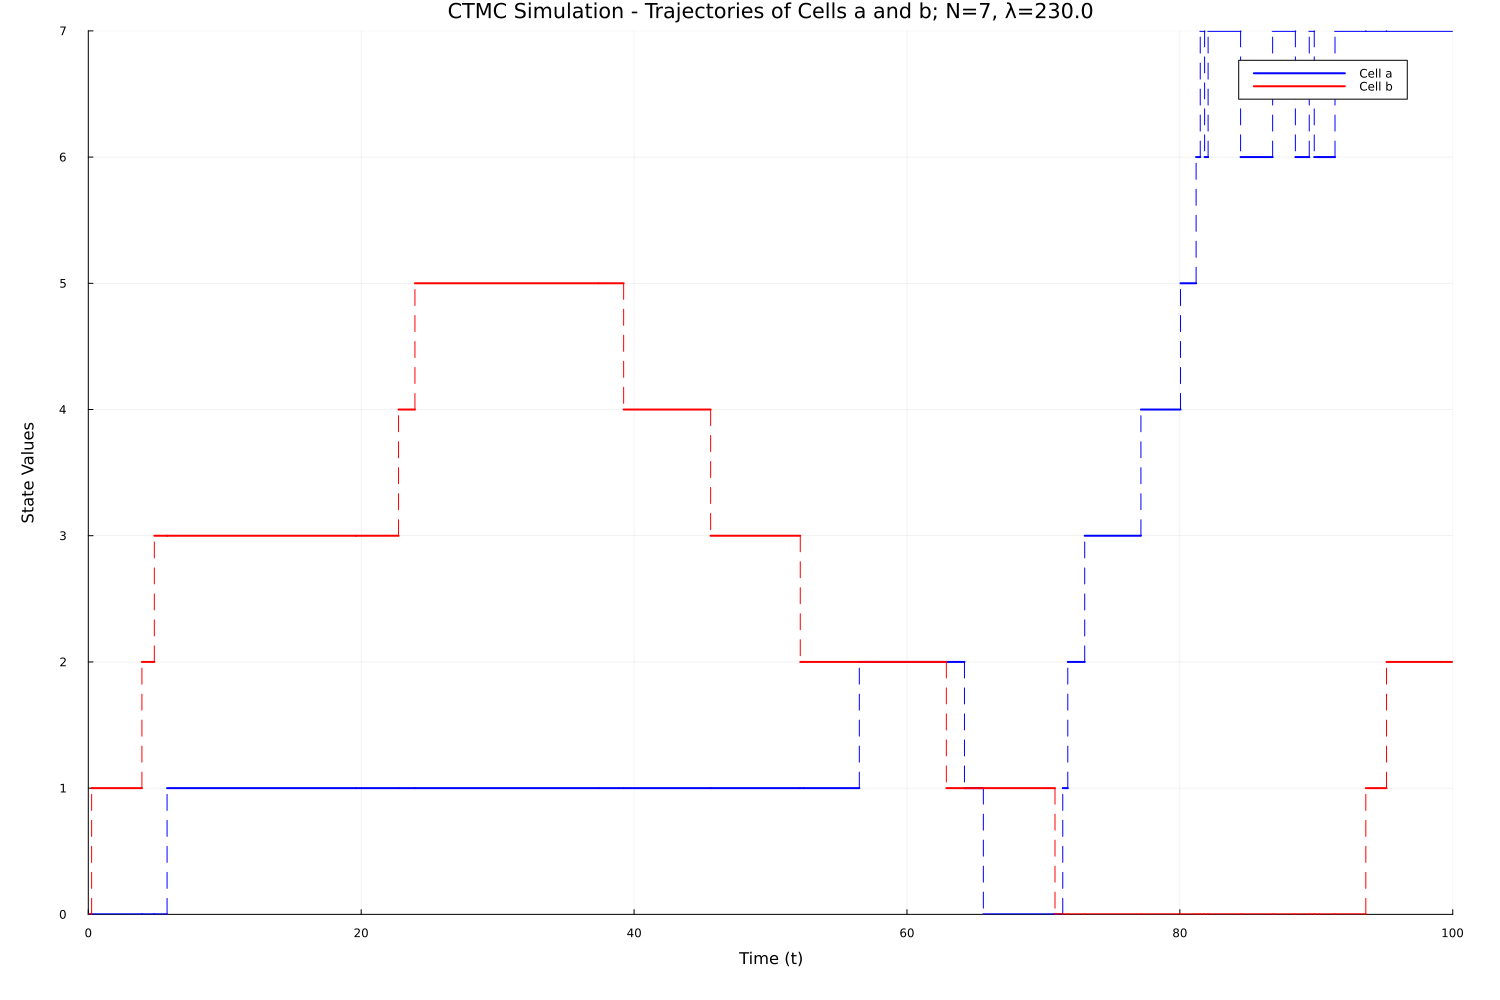 CTMC Simulation - Trajectories of Cells a and b; N=7, λ=230.0
7
Cell a
Cell b
6
5
4
State Values
3
2
1
0
0 20 40 60 80 100
Time (t)